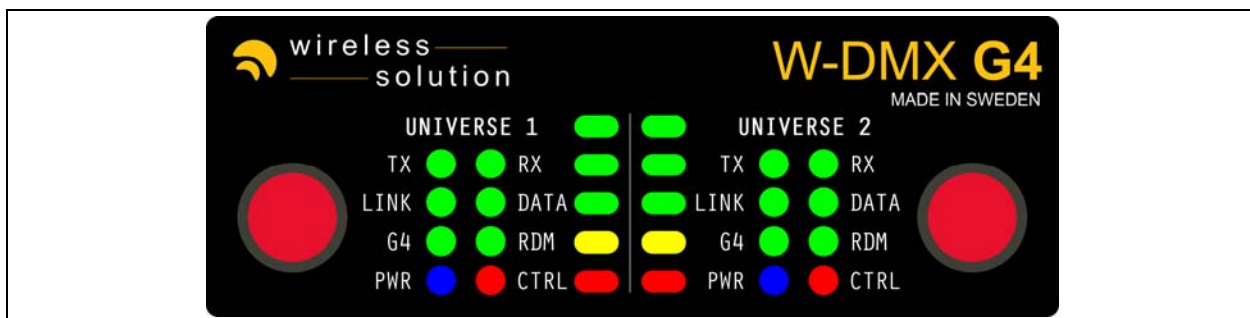 wireless
solution
W-DMX G4
MADE IN SWEDEN
UNIVERSE 1
UNIVERSE 2
TX RX
TX RX
LINK DATA
LINK DATA
G4 RDM
G4 RDM
PWR CTRL
PWR CTRL